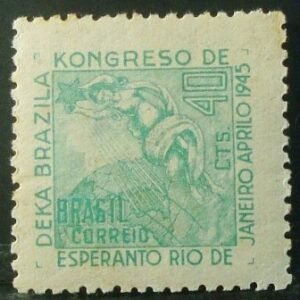 DEKA BRAZILA
KONGRESO DE
ESPERANTO RIO DE
JANEIRO APRILO 1945
40
CTS.
BRASIL
CORREIO